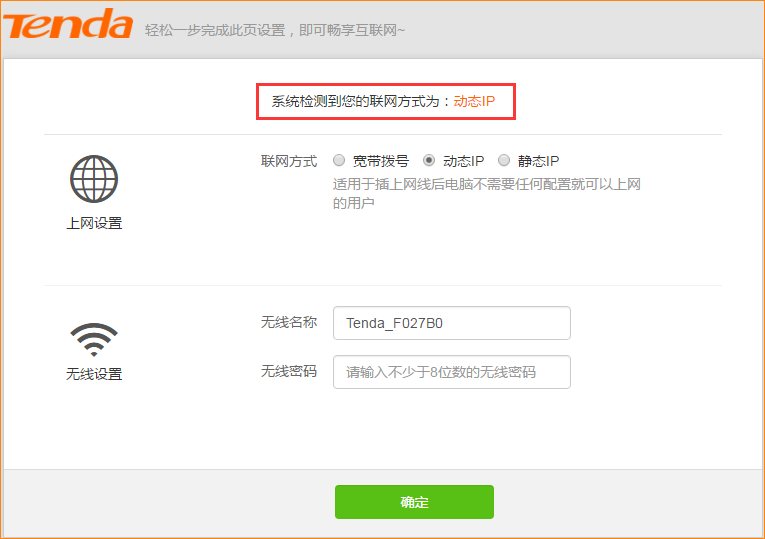 Tenda 轻松一步完成此页设置，即可畅享互联网~
系统检测到您的联网方式为：动态IP
联网方式 宽带拨号 动态IP 静态IP
适用于插上网线后电脑不需要任何配置就可以上网
的用户
上网设置
无线名称 Tenda_F027B0
无线密码 请输入不少于8位数的无线密码
无线设置
确定